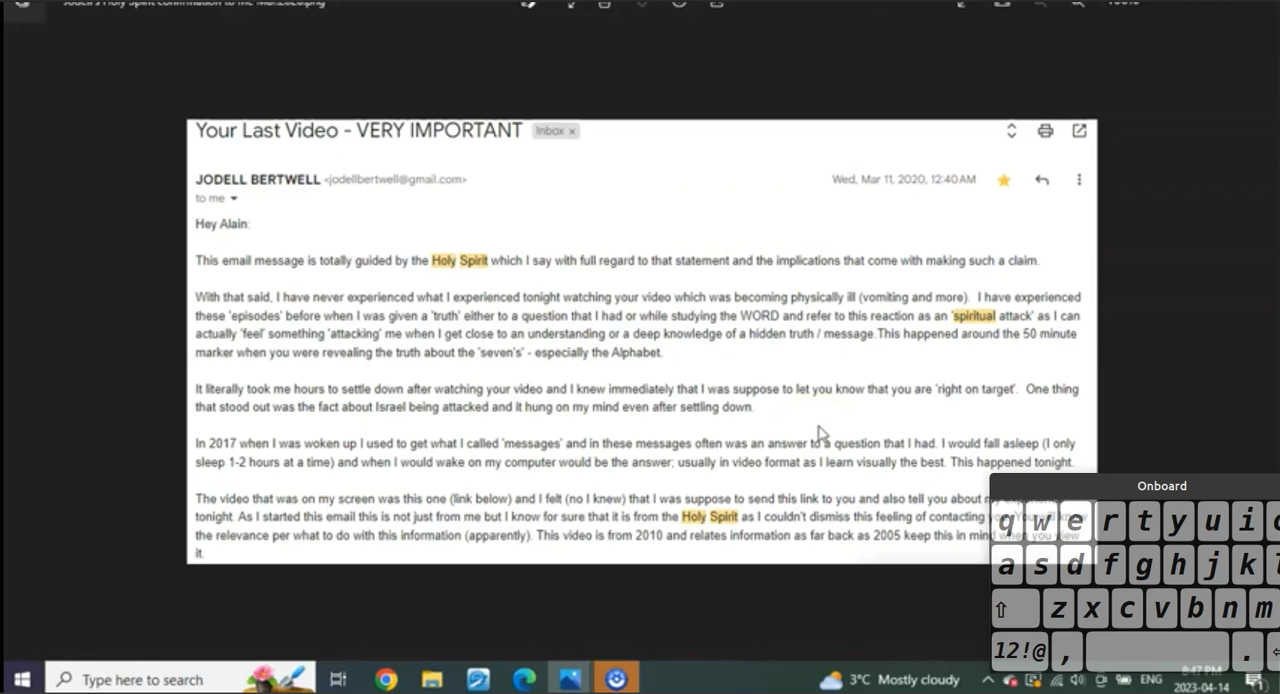 Jodell's Holy Spirit confirmation to me Mar.2020.png
Your Last Video - VERY IMPORTANT Inbox ×
JODELL BERTWELL <jodellbertwell@gmail.com> Wed, Mar 11, 2020, 12:40 AM
to me
Hey Alain:
This email message is totally guided by the Holy Spirit which I say with full regard to that statement and the implications that come with making such a claim.
With that said, I have never experienced what I experienced tonight watching your video which was becoming physically ill (vomiting and more). I have experienced
these 'episodes' before when I was given a 'truth' either to a question that I had or while studying the WORD and refer to this reaction as an 'spiritual attack' as I can
actually 'feel' something 'attacking' me when I get close to an understanding or a deep knowledge of a hidden truth / message.This happened around the 50 minute
marker when you were revealing the truth about the 'seven's' - especially the Alphabet.
It literally took me hours to settle down after watching your video and I knew immediately that I was suppose to let you know that you are 'right on target'. One thing
that stood out was the fact about Israel being attacked and it hung on my mind even after settling down.
In 2017 when I was woken up I used to get what I called 'messages' and in these messages often was an answer to a question that I had. I would fall asleep (I only
sleep 1-2 hours at a time) and when I would wake on my computer would be the answer; usually in video format as I learn visually the best. This happened tonight.
The video that was on my screen was this one (link below) and I felt (no I knew) that I was suppose to send this link to you and also tell you about my
tonight. As I started this email this is not just from me but I know for sure that it is from the Holy Spirit as I couldn't dismiss this feeling of contacting
the relevance per what to do with this information (apparently). This video is from 2010 and relates information as far back as 2005 keep this in mind when you view
it.
Onboard
q w e r t y u i
a s d f g h j k l
⇧ z x c v b n m
12!@ , .
Type here to search 3°C Mostly cloudy ENG 8:47 PM
2023-04-14